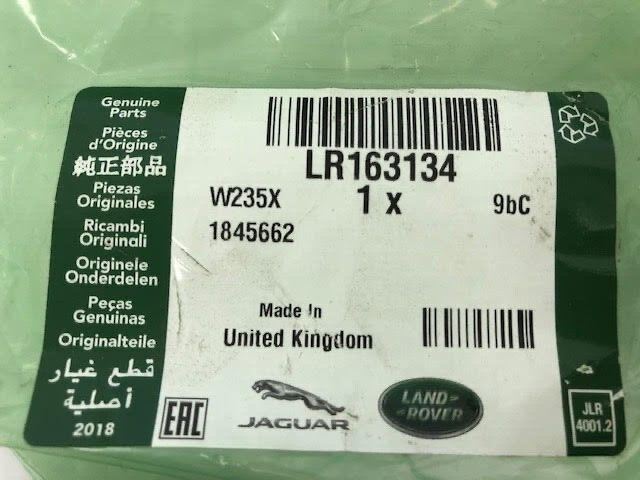 Genuine
Parts
Pièces
d'Origine
純正部品
Piezas
Originales
Ricambi
Originali
Originele
Onderdelen
Peças
Genuinas
Originalteile
قطع غيار
أصلية
2018
LR163134
W235X
1 x
9bC
1845662
Made In
United Kingdom
EAC
JAGUAR
LAND
ROVER
JLR
4001.2